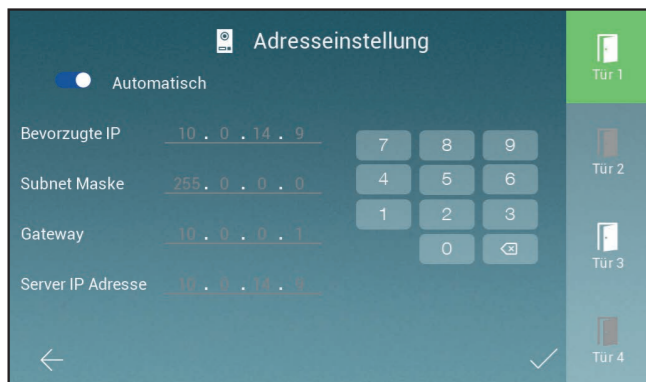 Adresseinstellung
Automatisch
Bevorzugte IP 10 . 0 . 14 . 9
Subnet Maske 255 . 0 . 0 . 0
Gateway 10 . 0 . 0 . 1
Server IP Adresse 10 . 0 . 14 . 9
7 8 9
4 5 6
1 2 3
0
Tür 1
Tür 2
Tür 3
Tür 4